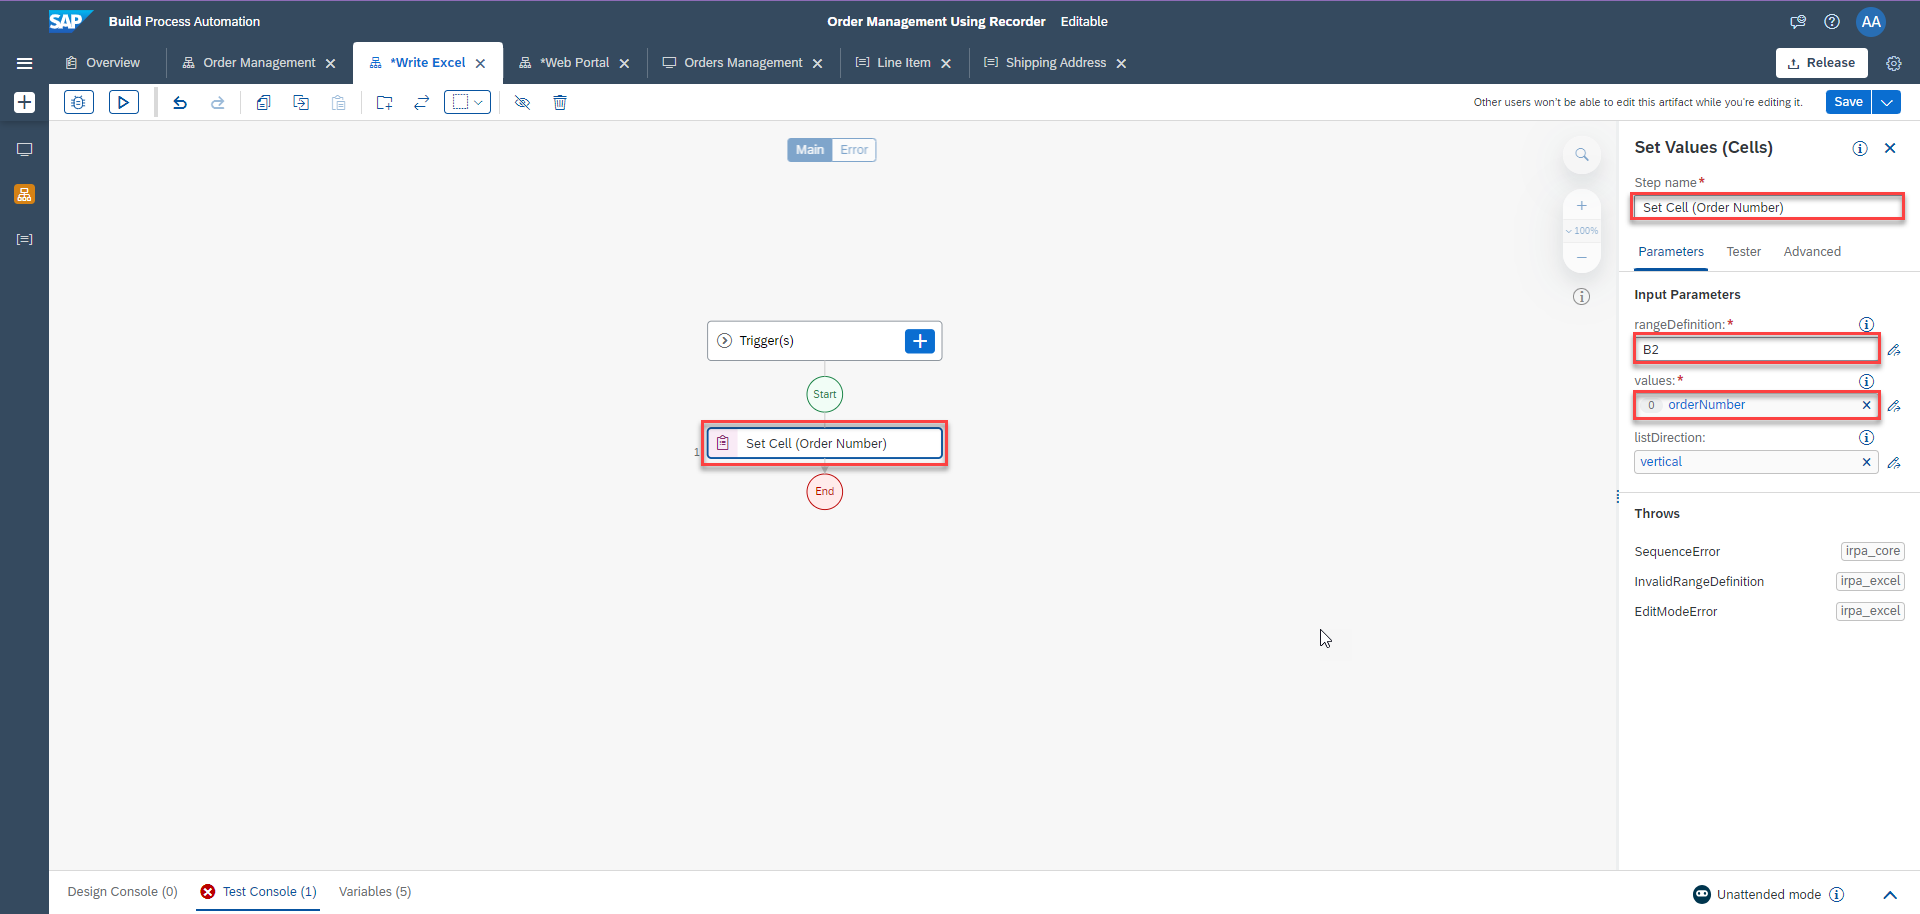 SAP Build Process Automation
Order Management Using Recorder Editable
AA
Overview
Order Management
*Write Excel
*Web Portal
Orders Management
Line Item
Shipping Address
Release
Other users won't be able to edit this artifact while you're editing it.
Save
Main Error
100%
Trigger(s)
Start
1
Set Cell (Order Number)
End
Set Values (Cells)
Step name*
Set Cell (Order Number)
Parameters Tester Advanced
Input Parameters
rangeDefinition:*
B2
values:*
0 orderNumber
listDirection:
vertical
Throws
SequenceError irpa_core
InvalidRangeDefinition irpa_excel
EditModeError irpa_excel
Design Console (0) Test Console (1) Variables (5)
Unattended mode